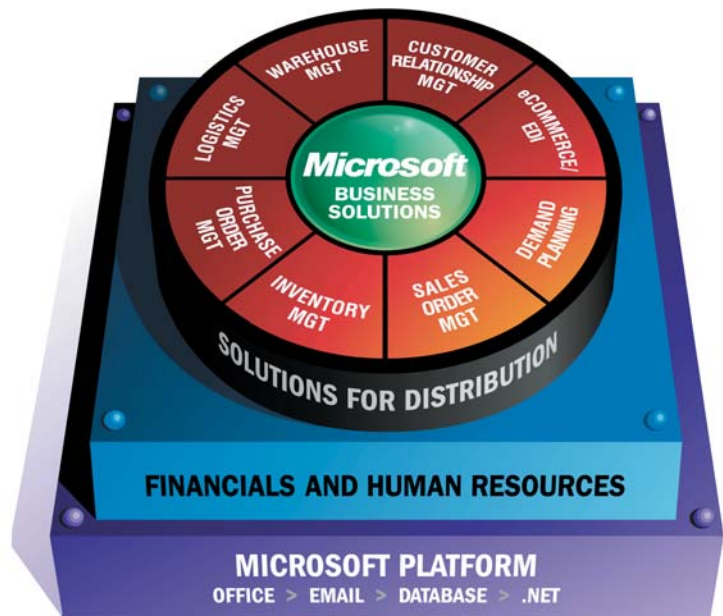 WAREHOUSE
MGT
CUSTOMER
RELATIONSHIP
MGT
eCOMMERCE/
EDI
DEMAND
PLANNING
SALES
ORDER
MGT
INVENTORY
MGT
PURCHASE
ORDER
MGT
LOGISTICS
MGT
Microsoft
BUSINESS
SOLUTIONS
SOLUTIONS FOR DISTRIBUTION
FINANCIALS AND HUMAN RESOURCES
MICROSOFT PLATFORM
OFFICE > EMAIL > DATABASE > .NET